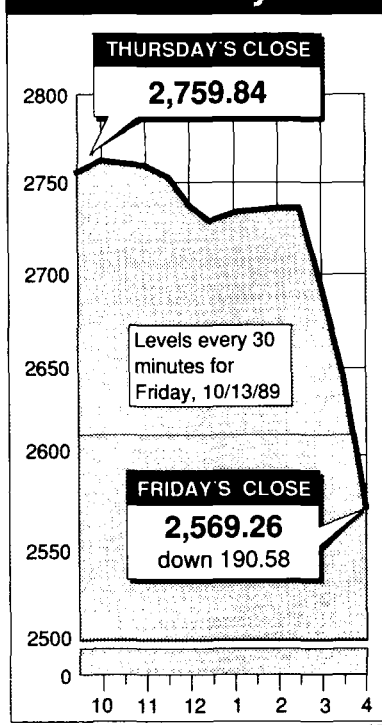 THURSDAY'S CLOSE
2,759.84
2800
2750
2700
2650
2600
2550
2500
0
Levels every 30
minutes for
Friday, 10/13/89
FRIDAY'S CLOSE
2,569.26
down 190.58
10 11 12 1 2 3 4